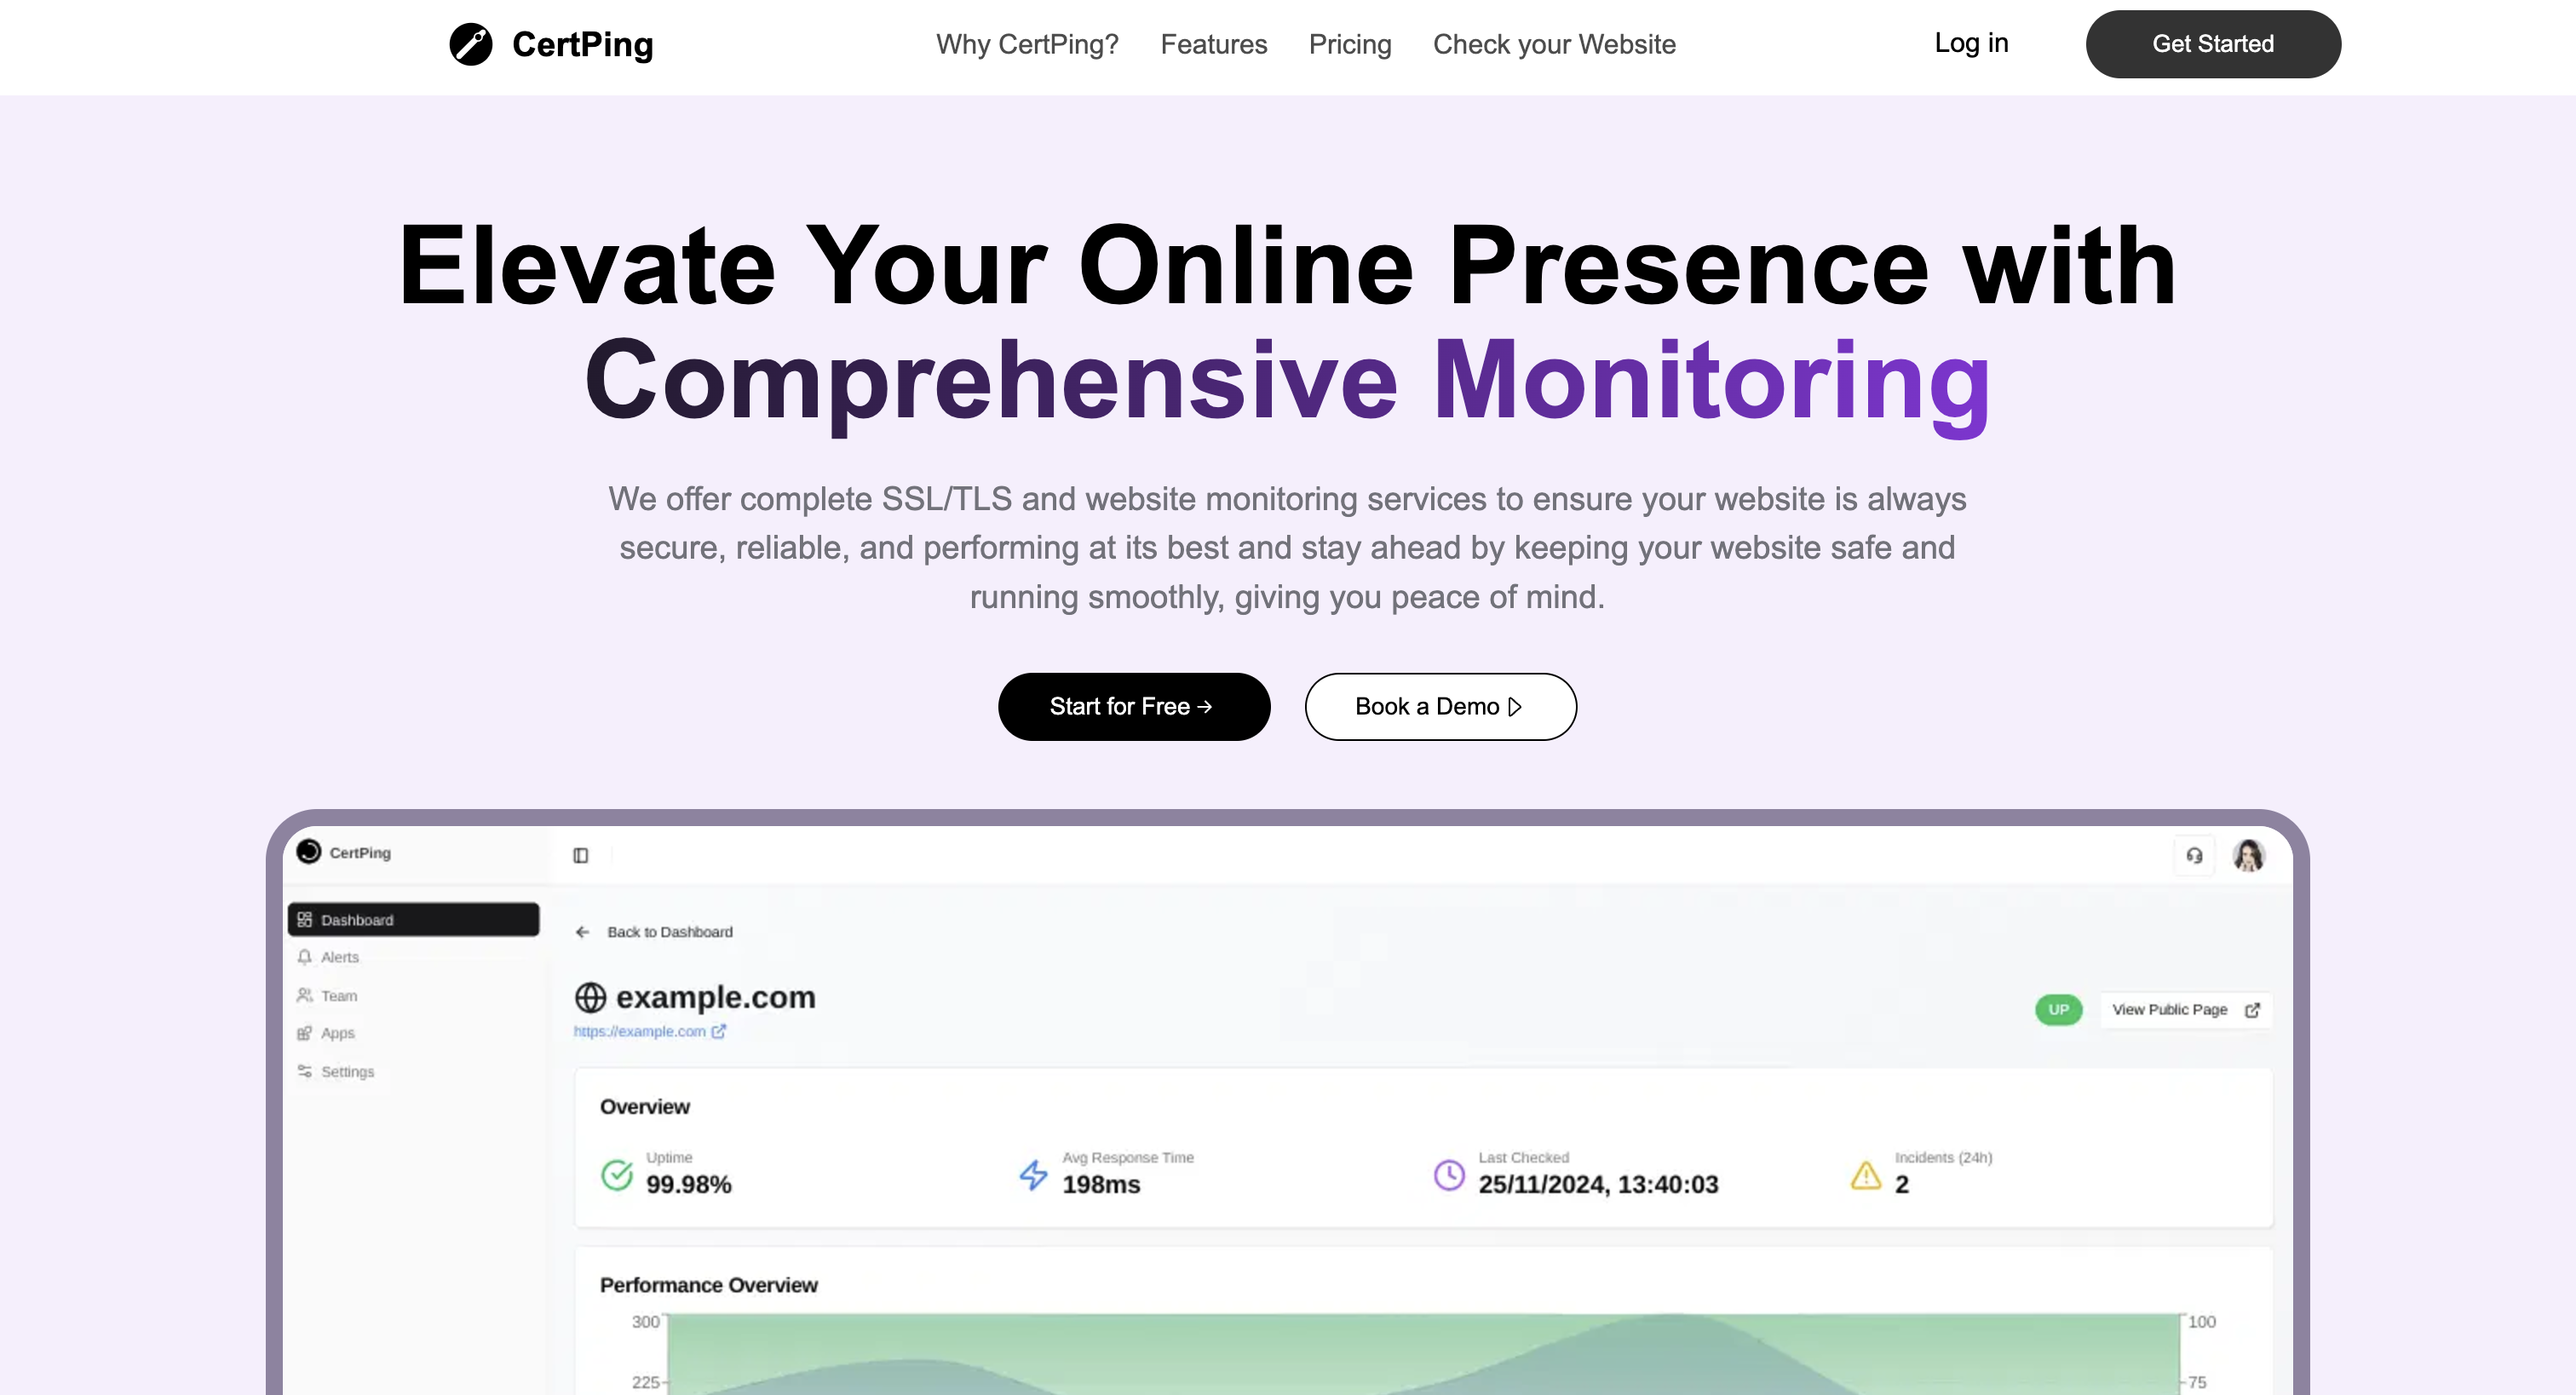 CertPing
Why CertPing? Features Pricing Check your Website
Log in
Get Started
Elevate Your Online Presence with
Comprehensive Monitoring
We offer complete SSL/TLS and website monitoring services to ensure your website is always
secure, reliable, and performing at its best and stay ahead by keeping your website safe and
running smoothly, giving you peace of mind.
Start for Free →
Book a Demo
CertPing
Dashboard
Alerts
Team
Apps
Settings
Back to Dashboard
example.com
https://example.com
UP
View Public Page
Overview
Uptime
99.98%
Avg Response Time
198ms
Last Checked
25/11/2024, 13:40:03
Incidents (24h)
2
Performance Overview
300
225
100
75